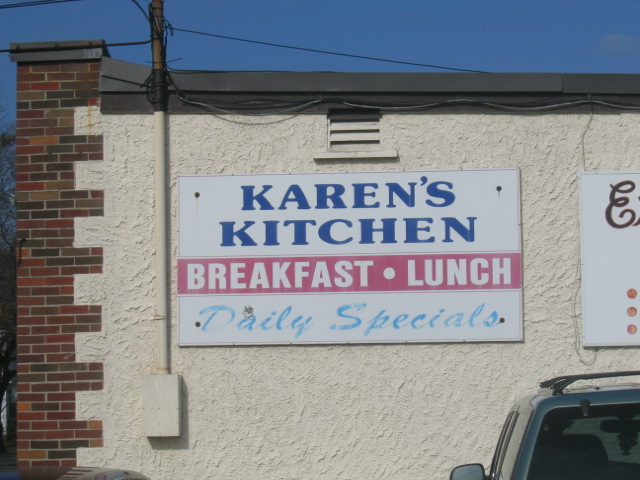 KAREN'S
KITCHEN
BREAKFAST • LUNCH
Daily Specials